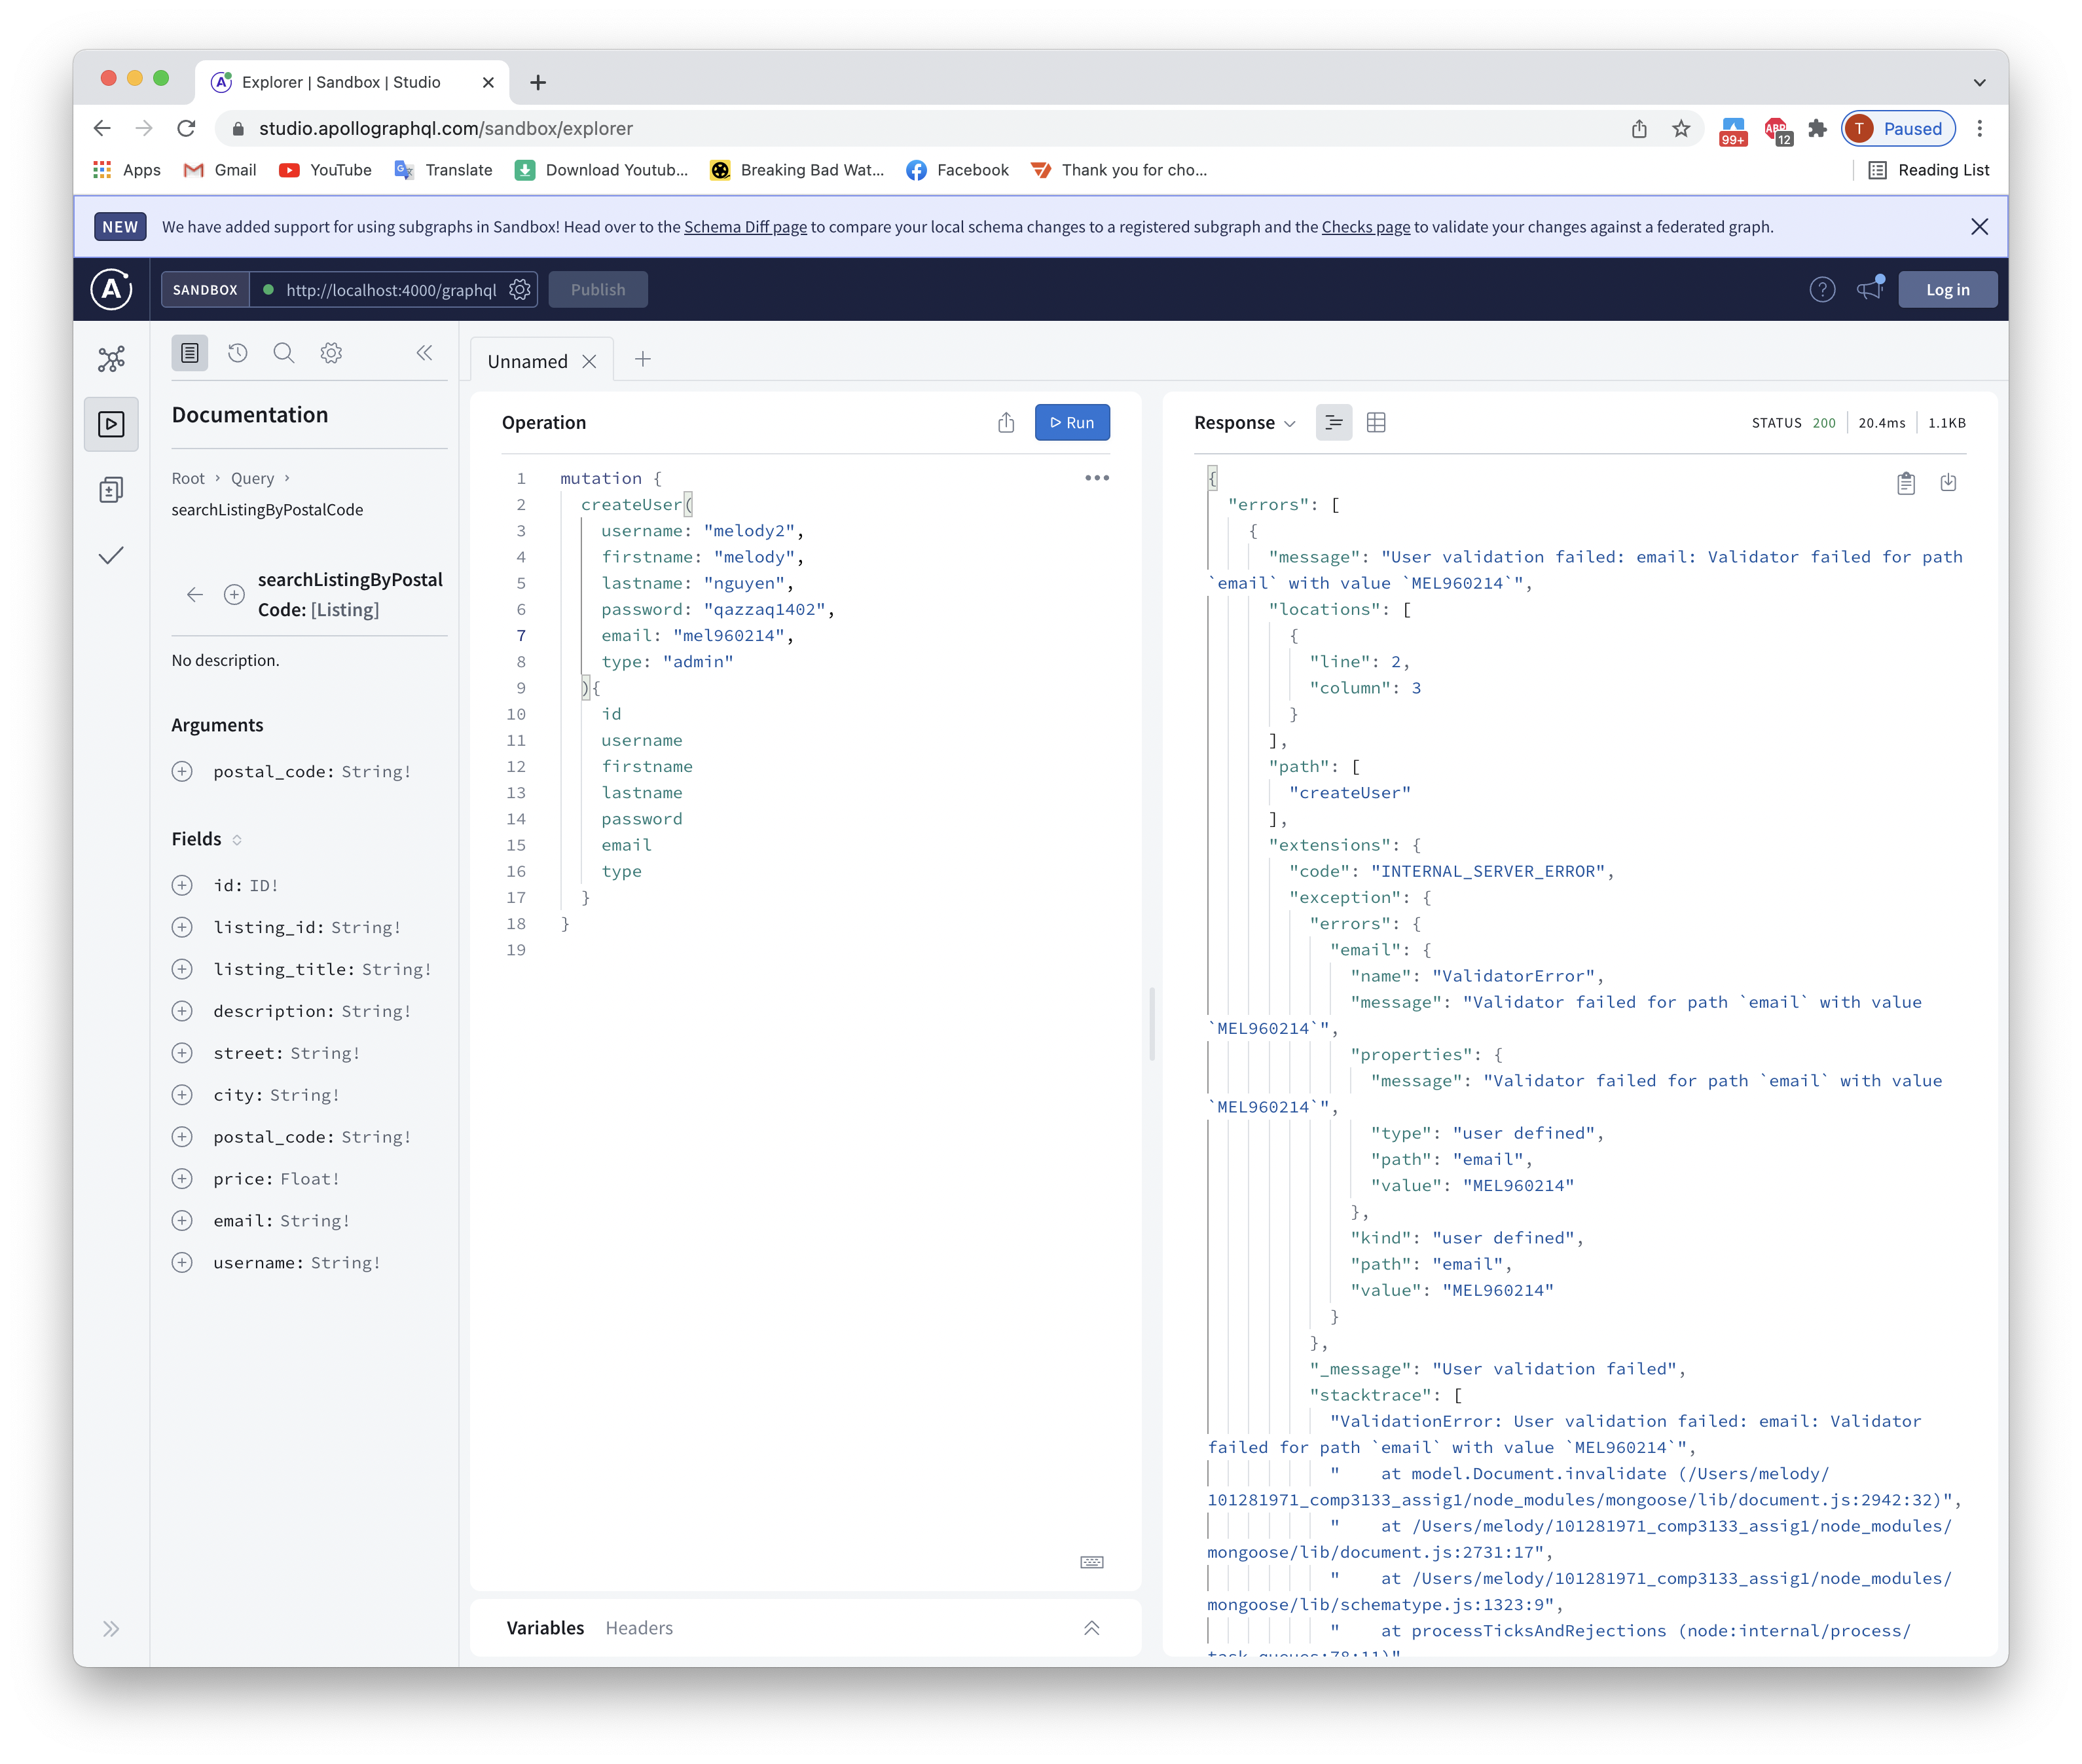 Explorer | Sandbox | Studio
studio.apollographql.com/sandbox/explorer
99+
ABP
12
T
Paused
Apps
Gmail
YouTube
Translate
Download Youtub...
Breaking Bad Wat...
Facebook
Thank you for cho...
Reading List
NEW
We have added support for using subgraphs in Sandbox! Head over to the Schema Diff page to compare your local schema changes to a registered subgraph and the Checks page to validate your changes against a federated graph.
A
SANDBOX
http://localhost:4000/graphql
Publish
Log in
Documentation
Root › Query ›
searchListingByPostalCode
searchListingByPostal
Code: [Listing]
No description.
Arguments
postal_code: String!
Fields
id: ID!
listing_id: String!
listing_title: String!
description: String!
street: String!
city: String!
postal_code: String!
price: Float!
email: String!
username: String!
Unnamed
Operation
Run
1 mutation {
2 createUser(
3 username: "melody2",
4 firstname: "melody",
5 lastname: "nguyen",
6 password: "qazzaq1402",
7 email: "mel960214",
8 type: "admin"
9 ){
10 id
11 username
12 firstname
13 lastname
14 password
15 email
16 type
17 }
18 }
19
Variables
Headers
Response
STATUS 200
20.4ms
1.1KB
{
"errors": [
{
"message": "User validation failed: email: Validator failed for path
`email` with value `MEL960214`",
"locations": [
{
"line": 2,
"column": 3
}
],
"path": [
"createUser"
],
"extensions": {
"code": "INTERNAL_SERVER_ERROR",
"exception": {
"errors": {
"email": {
"name": "ValidatorError",
"message": "Validator failed for path `email` with value
`MEL960214`",
"properties": {
"message": "Validator failed for path `email` with value
`MEL960214`",
"type": "user defined",
"path": "email",
"value": "MEL960214"
},
"kind": "user defined",
"path": "email",
"value": "MEL960214"
}
},
"_message": "User validation failed",
"stacktrace": [
"ValidationError: User validation failed: email: Validator
failed for path `email` with value `MEL960214`",
"    at model.Document.invalidate (/Users/melody/
101281971_comp3133_assig1/node_modules/mongoose/lib/document.js:2942:32)",
"    at /Users/melody/101281971_comp3133_assig1/node_modules/
mongoose/lib/document.js:2731:17",
"    at /Users/melody/101281971_comp3133_assig1/node_modules/
mongoose/lib/schematype.js:1323:9",
"    at processTicksAndRejections (node:internal/process/
task_queues:78:11)"